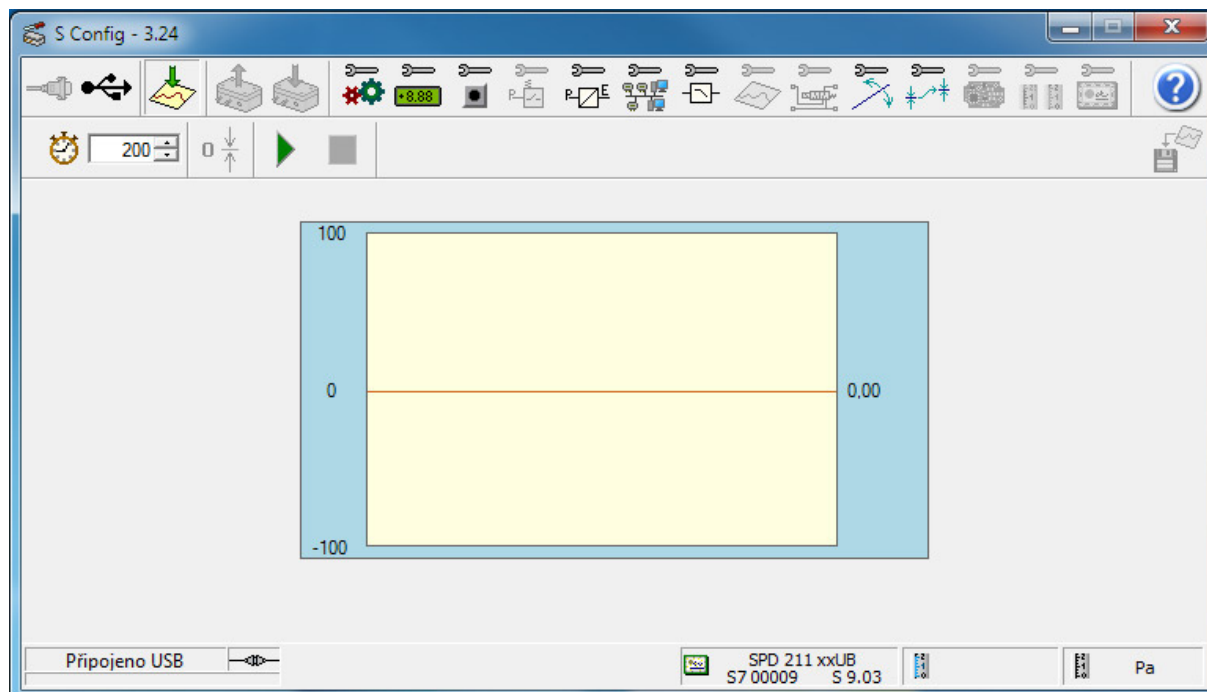 S Config - 3.24
+8.88
P
P E
?
200 0
100
0 0,00
-100
Připojeno USB SPD 211 xxUB Pa
S7 00009 S 9.03